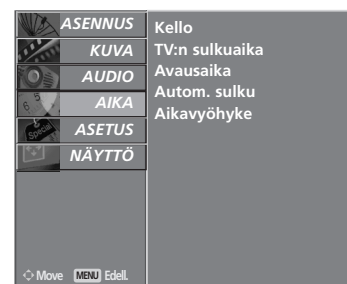 ASENNUS
KUVA
AUDIO
AIKA
ASETUS
NÄYTTÖ
Kello
TV:n sulkuaika
Avausaika
Autom. sulku
Aikavyöhyke
Move MENU Edell.